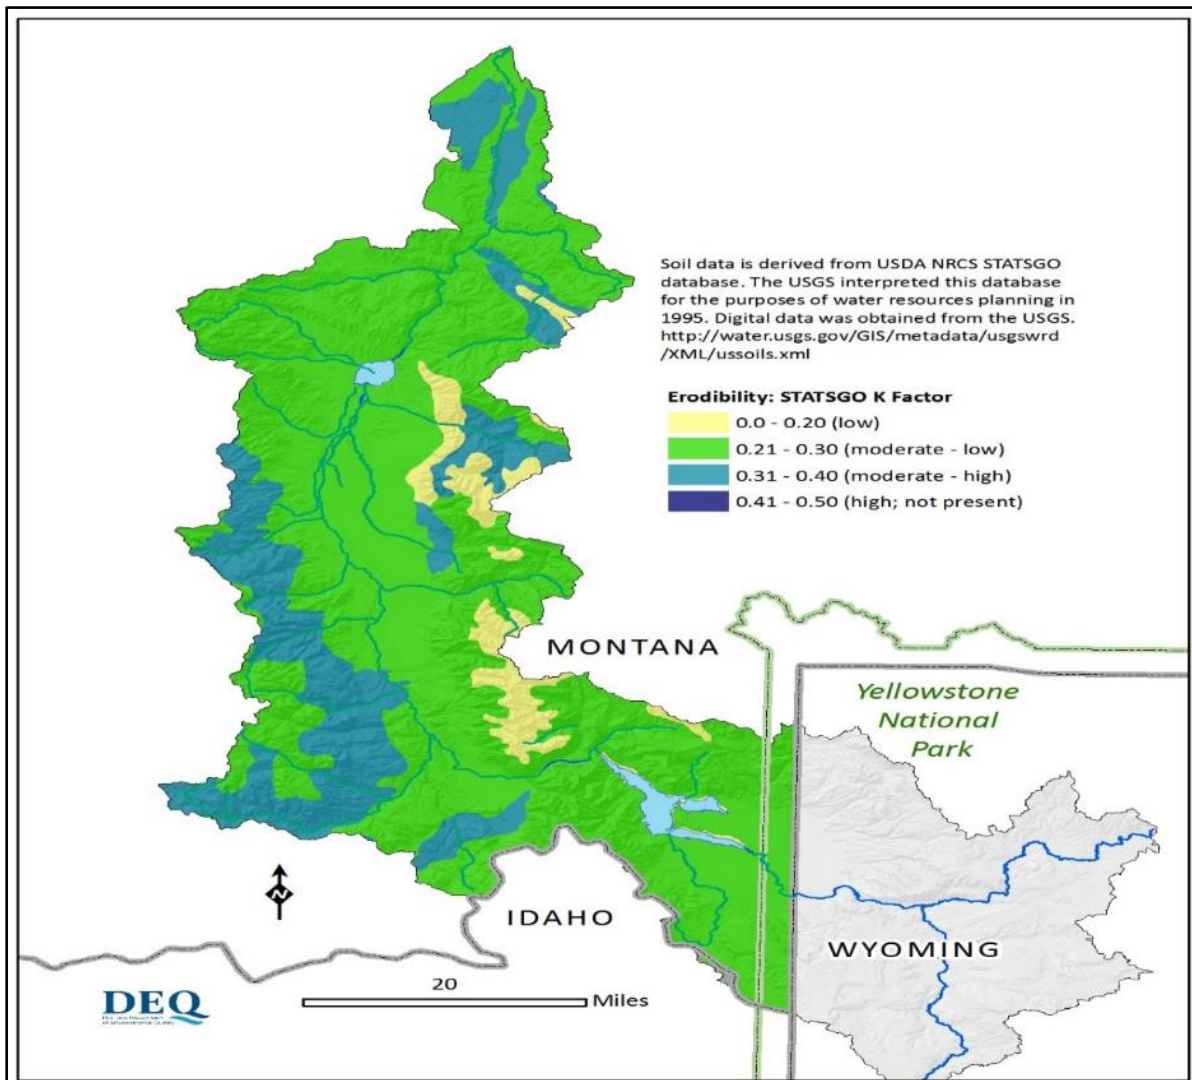 Soil data is derived from USDA NRCS STATSGO
database. The USGS interpreted this database
for the purposes of water resources planning in
1995. Digital data was obtained from the USGS.
http://water.usgs.gov/GIS/metadata/usgswrd
/XML/ussoils.xml
Erodibility: STATSGO K Factor
0.0 - 0.20 (low)
0.21 - 0.30 (moderate - low)
0.31 - 0.40 (moderate - high)
0.41 - 0.50 (high; not present)
MONTANA
Yellowstone
National
Park
N
IDAHO
WYOMING
20
Miles
DEQ